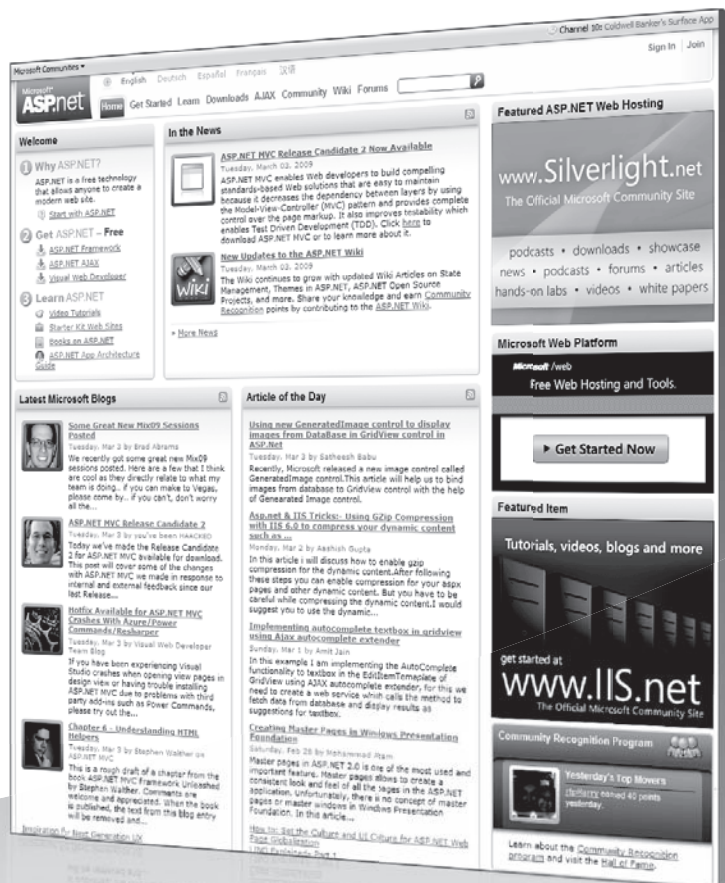 Channel 10: Coldwell Banker's Surface App
Microsoft Communities
Sign In | Join
English Deutsch Español Français 汉语
Microsoft
ASP.net
Home Get Started Learn Downloads AJAX Community Wiki Forums
Welcome
1 Why ASP.NET?
ASP.NET is a free technology
that allows anyone to create a
modern web site.
Start with ASP.NET
2 Get ASP.NET – Free
ASP.NET Framework
ASP.NET AJAX
Visual Web Developer
3 Learn ASP.NET
Video Tutorials
Starter Kit Web Sites
Books on ASP.NET
ASP.NET App Architecture
Guide
In the News
ASP.NET MVC Release Candidate 2 Now Available
Tuesday, March 03, 2009
ASP.NET MVC enables Web developers to build compelling
standards-based Web solutions that are easy to maintain
because it decreases the dependency between layers by using
the Model-View-Controller (MVC) pattern and provides complete
control over the page markup. It also improves testability which
enables Test Driven Development (TDD). Click here to
download ASP.NET MVC or to learn more about it.
Wiki
New Updates to the ASP.NET Wiki
Tuesday, March 03, 2009
The Wiki continues to grow with updated Wiki Articles on State
Management, Themes in ASP.NET, ASP.NET Open Source
Projects, and more. Share your knowledge and earn Community
Recognition points by contributing to the ASP.NET Wiki.
» More News
Featured ASP.NET Web Hosting
www.Silverlight.net
The Official Microsoft Community Site
podcasts • downloads • showcase
news • podcasts • forums • articles
hands-on labs • videos • white papers
Microsoft Web Platform
Microsoft /web
Free Web Hosting and Tools.
Get Started Now
Latest Microsoft Blogs
Some Great New Mix09 Sessions
Posted
Tuesday, Mar 3 by Brad Abrams
We recently got some great new Mix09
sessions posted. Here are a few that I think
are cool as they directly relate to what my
team is doing.. if you can make to Vegas,
please come by.. if you can't, don't worry
all the...
ASP.NET MVC Release Candidate 2
Tuesday, Mar 3 by you've been HAACKED
Today we've made the Release Candidate
2 for ASP.NET MVC available for download.
This post will cover some of the changes
with ASP.NET MVC we made in response to
internal and external feedback since our
last Release...
Hotfix Available for ASP.NET MVC
Crashes With Azure/Power
Commands/Resharper
Tuesday, Mar 3 by Visual Web Developer
Team Blog
If you have been experiencing Visual
Studio crashes when opening view pages in
design view or having trouble installing
ASP.NET MVC due to problems with third
party add-ins such as Power Commands,
please try out the...
Chapter 6 - Understanding HTML
Helpers
Tuesday, Mar 3 by Stephen Walther on
ASP.NET MVC
This is a rough draft of a chapter from the
book ASP.NET MVC Framework Unleashed
by Stephen Walther. Comments are
welcome and appreciated. When the book
is published, the text from this blog entry
will be removed and...
Inspiration for Next Generation UX
Article of the Day
Using new GeneratedImage control to display
images from DataBase in GridView control in
ASP.Net
Tuesday, Mar 3 by Satheesh Babu
Recently, Microsoft released a new image control called
GeneratedImage control.This article will help us to bind
images from database to GridView control with the help
of Genearated Image control.
Asp.net & IIS Tricks:- Using GZip Compression
with IIS 6.0 to compress your dynamic content
such as ...
Monday, Mar 2 by Aashish Gupta
In this article i will discuss how to enable gzip
compression for the dynamic content.After following
these steps you can enable compression for your aspx
pages and other dynamic content. But you have to be
careful while compressing the dynamic content.I would
suggest you to use the dynamic...
Implementing autocomplete textbox in gridview
using Ajax autocomplete extender
Sunday, Mar 1 by Amit Jain
In this example I am implementing the AutoComplete
functionality to textbox in the EditItemTemaplate of
GridView using AJAX autocomplete extender, for this we
need to create a web service which calls the method to
fetch data from database and display results as
suggestions for textbox.
Creating Master Pages in Windows Presentation
Foundation
Saturday, Feb 28 by Mohammad
Master pages in ASP.NET 2.0 is one of the most used and
important feature. Master pages allows to create a
consistent look and feel of all the pages in the ASP.NET
application. Unfortunately, there is no concept of master
pages or master windows in Windows Presentation
Foundation. In this article...
How to: Set the Culture and UI Culture for ASP.NET Web
Page Globalization
Featured Item
Tutorials, videos, blogs and more
get started at
www.IIS.net
The Official Microsoft Community Site
Community Recognition Program
Yesterday's Top Movers
earned 40 points
yesterday.
Learn about the Community Recognition
program and visit the Hall of Fame.